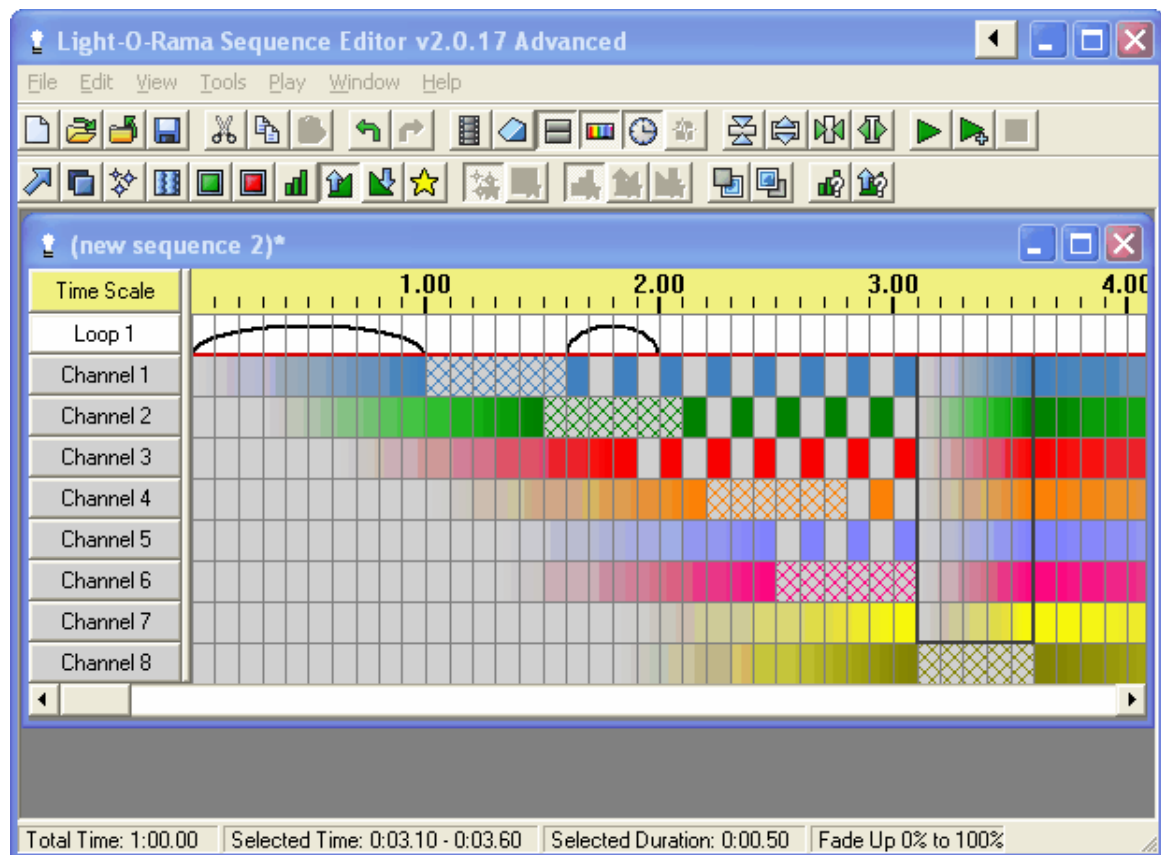 Light-O-Rama Sequence Editor v2.0.17 Advanced
File Edit View Tools Play Window Help
(new sequence 2)*
Time Scale 1.00 2.00 3.00 4.00
Loop 1
Channel 1
Channel 2
Channel 3
Channel 4
Channel 5
Channel 6
Channel 7
Channel 8
Total Time: 1:00.00 Selected Time: 0:03.10 - 0:03.60 Selected Duration: 0:00.50 Fade Up 0% to 100%